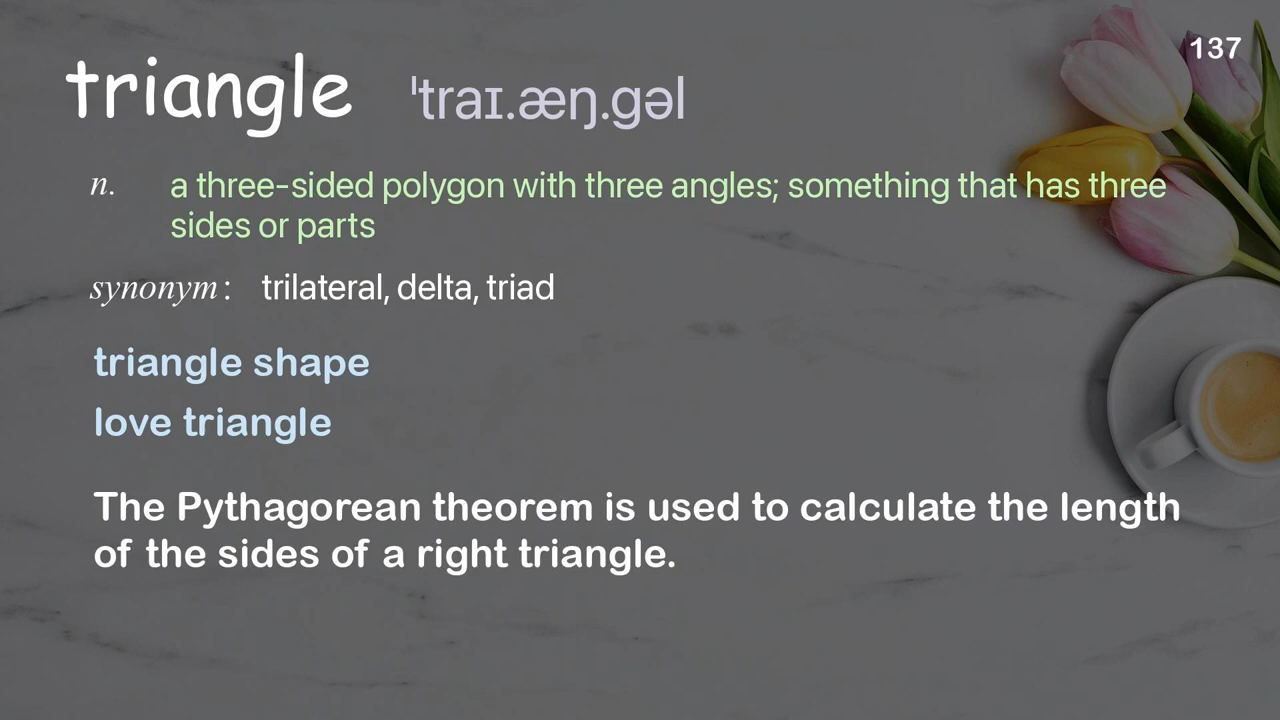 137
triangle ˈtraɪ.æŋ.gəl
n. a three-sided polygon with three angles; something that has three
sides or parts
synonym : trilateral, delta, triad
triangle shape
love triangle
The Pythagorean theorem is used to calculate the length
of the sides of a right triangle.